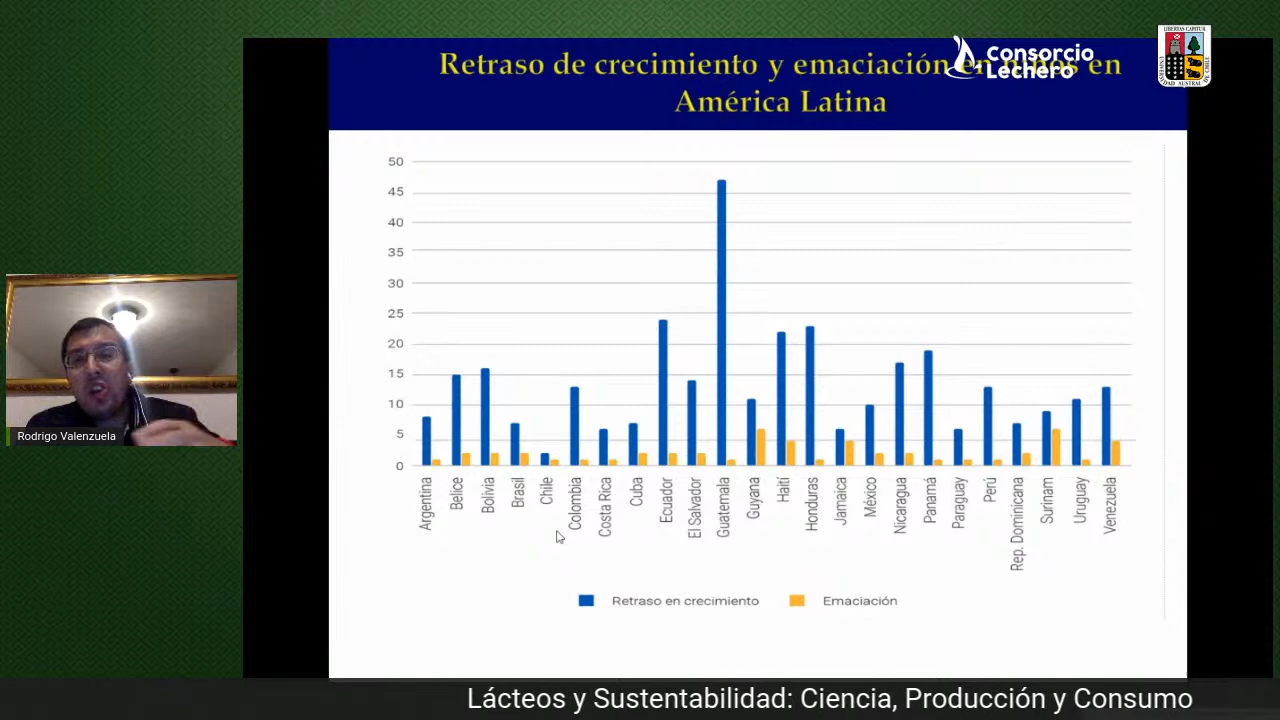 Retraso de crecimiento y emaciación en niños en
América Latina
Consorcio
Lechero
50
45
40
35
30
25
20
15
10
5
0
Argentina
Belice
Bolivia
Brasil
Chile
Colombia
Costa Rica
Cuba
Ecuador
El Salvador
Guatemala
Guyana
Haití
Honduras
Jamaica
México
Nicaragua
Panamá
Paraguay
Perú
Rep. Dominicana
Surinam
Uruguay
Venezuela
Retraso en crecimiento
Emaciación
Rodrigo Valenzuela
Lácteos y Sustentabilidad: Ciencia, Producción y Consumo